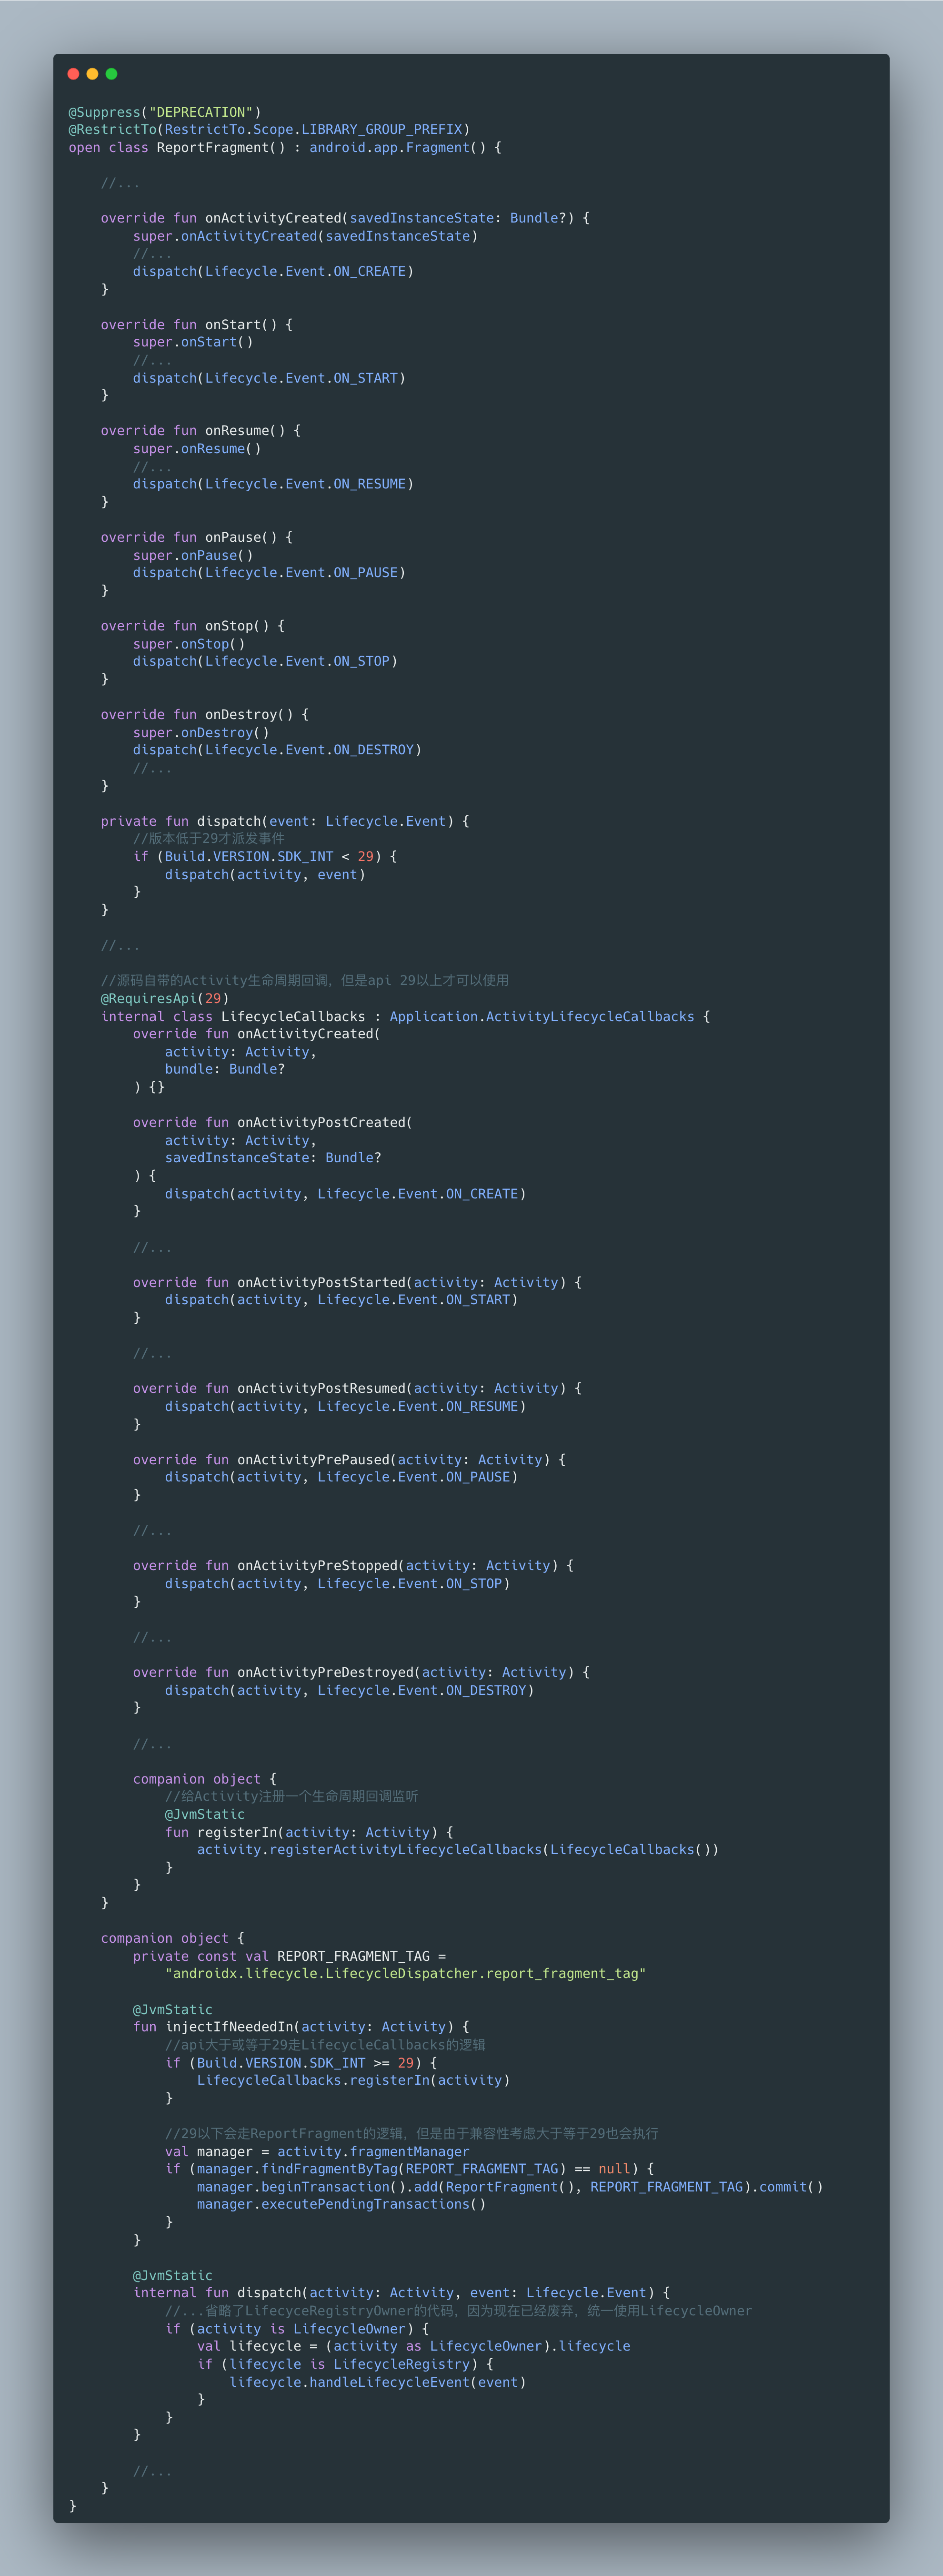 @Suppress("DEPRECATION")
@RestrictTo(RestrictTo.Scope.LIBRARY_GROUP_PREFIX)
open class ReportFragment() : android.app.Fragment() {

    //...

    override fun onActivityCreated(savedInstanceState: Bundle?) {
        super.onActivityCreated(savedInstanceState)
        //...
        dispatch(Lifecycle.Event.ON_CREATE)
    }

    override fun onStart() {
        super.onStart()
        //...
        dispatch(Lifecycle.Event.ON_START)
    }

    override fun onResume() {
        super.onResume()
        //...
        dispatch(Lifecycle.Event.ON_RESUME)
    }

    override fun onPause() {
        super.onPause()
        dispatch(Lifecycle.Event.ON_PAUSE)
    }

    override fun onStop() {
        super.onStop()
        dispatch(Lifecycle.Event.ON_STOP)
    }

    override fun onDestroy() {
        super.onDestroy()
        dispatch(Lifecycle.Event.ON_DESTROY)
        //...
    }

    private fun dispatch(event: Lifecycle.Event) {
        //版本低于29才派发事件
        if (Build.VERSION.SDK_INT < 29) {
            dispatch(activity, event)
        }
    }

    //...

    //源码自带的Activity生命周期回调，但是api 29以上才可以使用
    @RequiresApi(29)
    internal class LifecycleCallbacks : Application.ActivityLifecycleCallbacks {
        override fun onActivityCreated(
            activity: Activity,
            bundle: Bundle?
        ) {}

        override fun onActivityPostCreated(
            activity: Activity,
            savedInstanceState: Bundle?
        ) {
            dispatch(activity, Lifecycle.Event.ON_CREATE)
        }

        //...

        override fun onActivityPostStarted(activity: Activity) {
            dispatch(activity, Lifecycle.Event.ON_START)
        }

        //...

        override fun onActivityPostResumed(activity: Activity) {
            dispatch(activity, Lifecycle.Event.ON_RESUME)
        }

        override fun onActivityPrePaused(activity: Activity) {
            dispatch(activity, Lifecycle.Event.ON_PAUSE)
        }

        //...

        override fun onActivityPreStopped(activity: Activity) {
            dispatch(activity, Lifecycle.Event.ON_STOP)
        }

        //...

        override fun onActivityPreDestroyed(activity: Activity) {
            dispatch(activity, Lifecycle.Event.ON_DESTROY)
        }

        //...

        companion object {
            //给Activity注册一个生命周期回调监听
            @JvmStatic
            fun registerIn(activity: Activity) {
                activity.registerActivityLifecycleCallbacks(LifecycleCallbacks())
            }
        }
    }

    companion object {
        private const val REPORT_FRAGMENT_TAG =
            "androidx.lifecycle.LifecycleDispatcher.report_fragment_tag"

        @JvmStatic
        fun injectIfNeededIn(activity: Activity) {
            //api大于或等于29走LifecycleCallbacks的逻辑
            if (Build.VERSION.SDK_INT >= 29) {
                LifecycleCallbacks.registerIn(activity)
            }

            //29以下会走ReportFragment的逻辑，但是由于兼容性考虑大于等于29也会执行
            val manager = activity.fragmentManager
            if (manager.findFragmentByTag(REPORT_FRAGMENT_TAG) == null) {
                manager.beginTransaction().add(ReportFragment(), REPORT_FRAGMENT_TAG).commit()
                manager.executePendingTransactions()
            }
        }

        @JvmStatic
        internal fun dispatch(activity: Activity, event: Lifecycle.Event) {
            //...省略了LifecyceRegistryOwner的代码，因为现在已经废弃，统一使用LifecycleOwner
            if (activity is LifecycleOwner) {
                val lifecycle = (activity as LifecycleOwner).lifecycle
                if (lifecycle is LifecycleRegistry) {
                    lifecycle.handleLifecycleEvent(event)
                }
            }
        }

        //...
    }
}